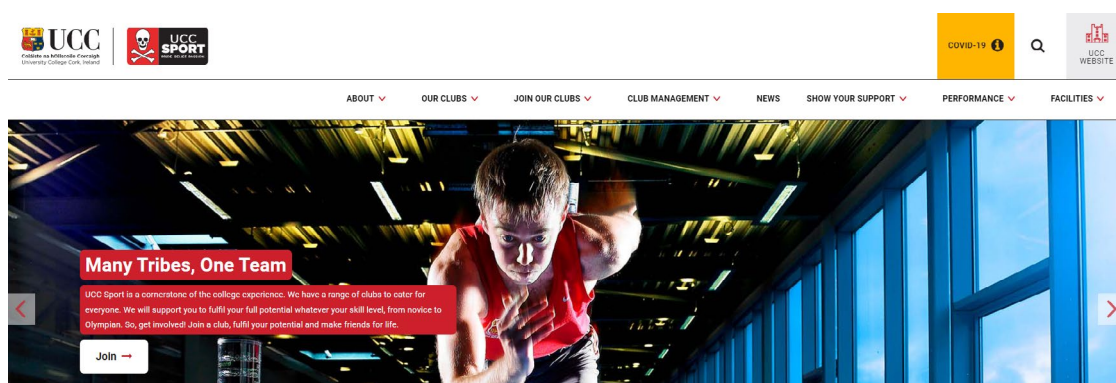 UCC
Coláiste na hOllscoile Corcaigh
University College Cork, Ireland
UCC
SPORT
PRIDE BELIEF PASSION
COVID-19
UCC
WEBSITE
ABOUT
OUR CLUBS
JOIN OUR CLUBS
CLUB MANAGEMENT
NEWS
SHOW YOUR SUPPORT
PERFORMANCE
FACILITIES
Many Tribes, One Team
UCC Sport is a cornerstone of the college experience. We have a range of clubs to cater for
everyone. We will support you to fulfil your full potential whatever your skill level, from novice to
Olympian. So, get involved! Join a club, fulfil your potential and make friends for life.
Join